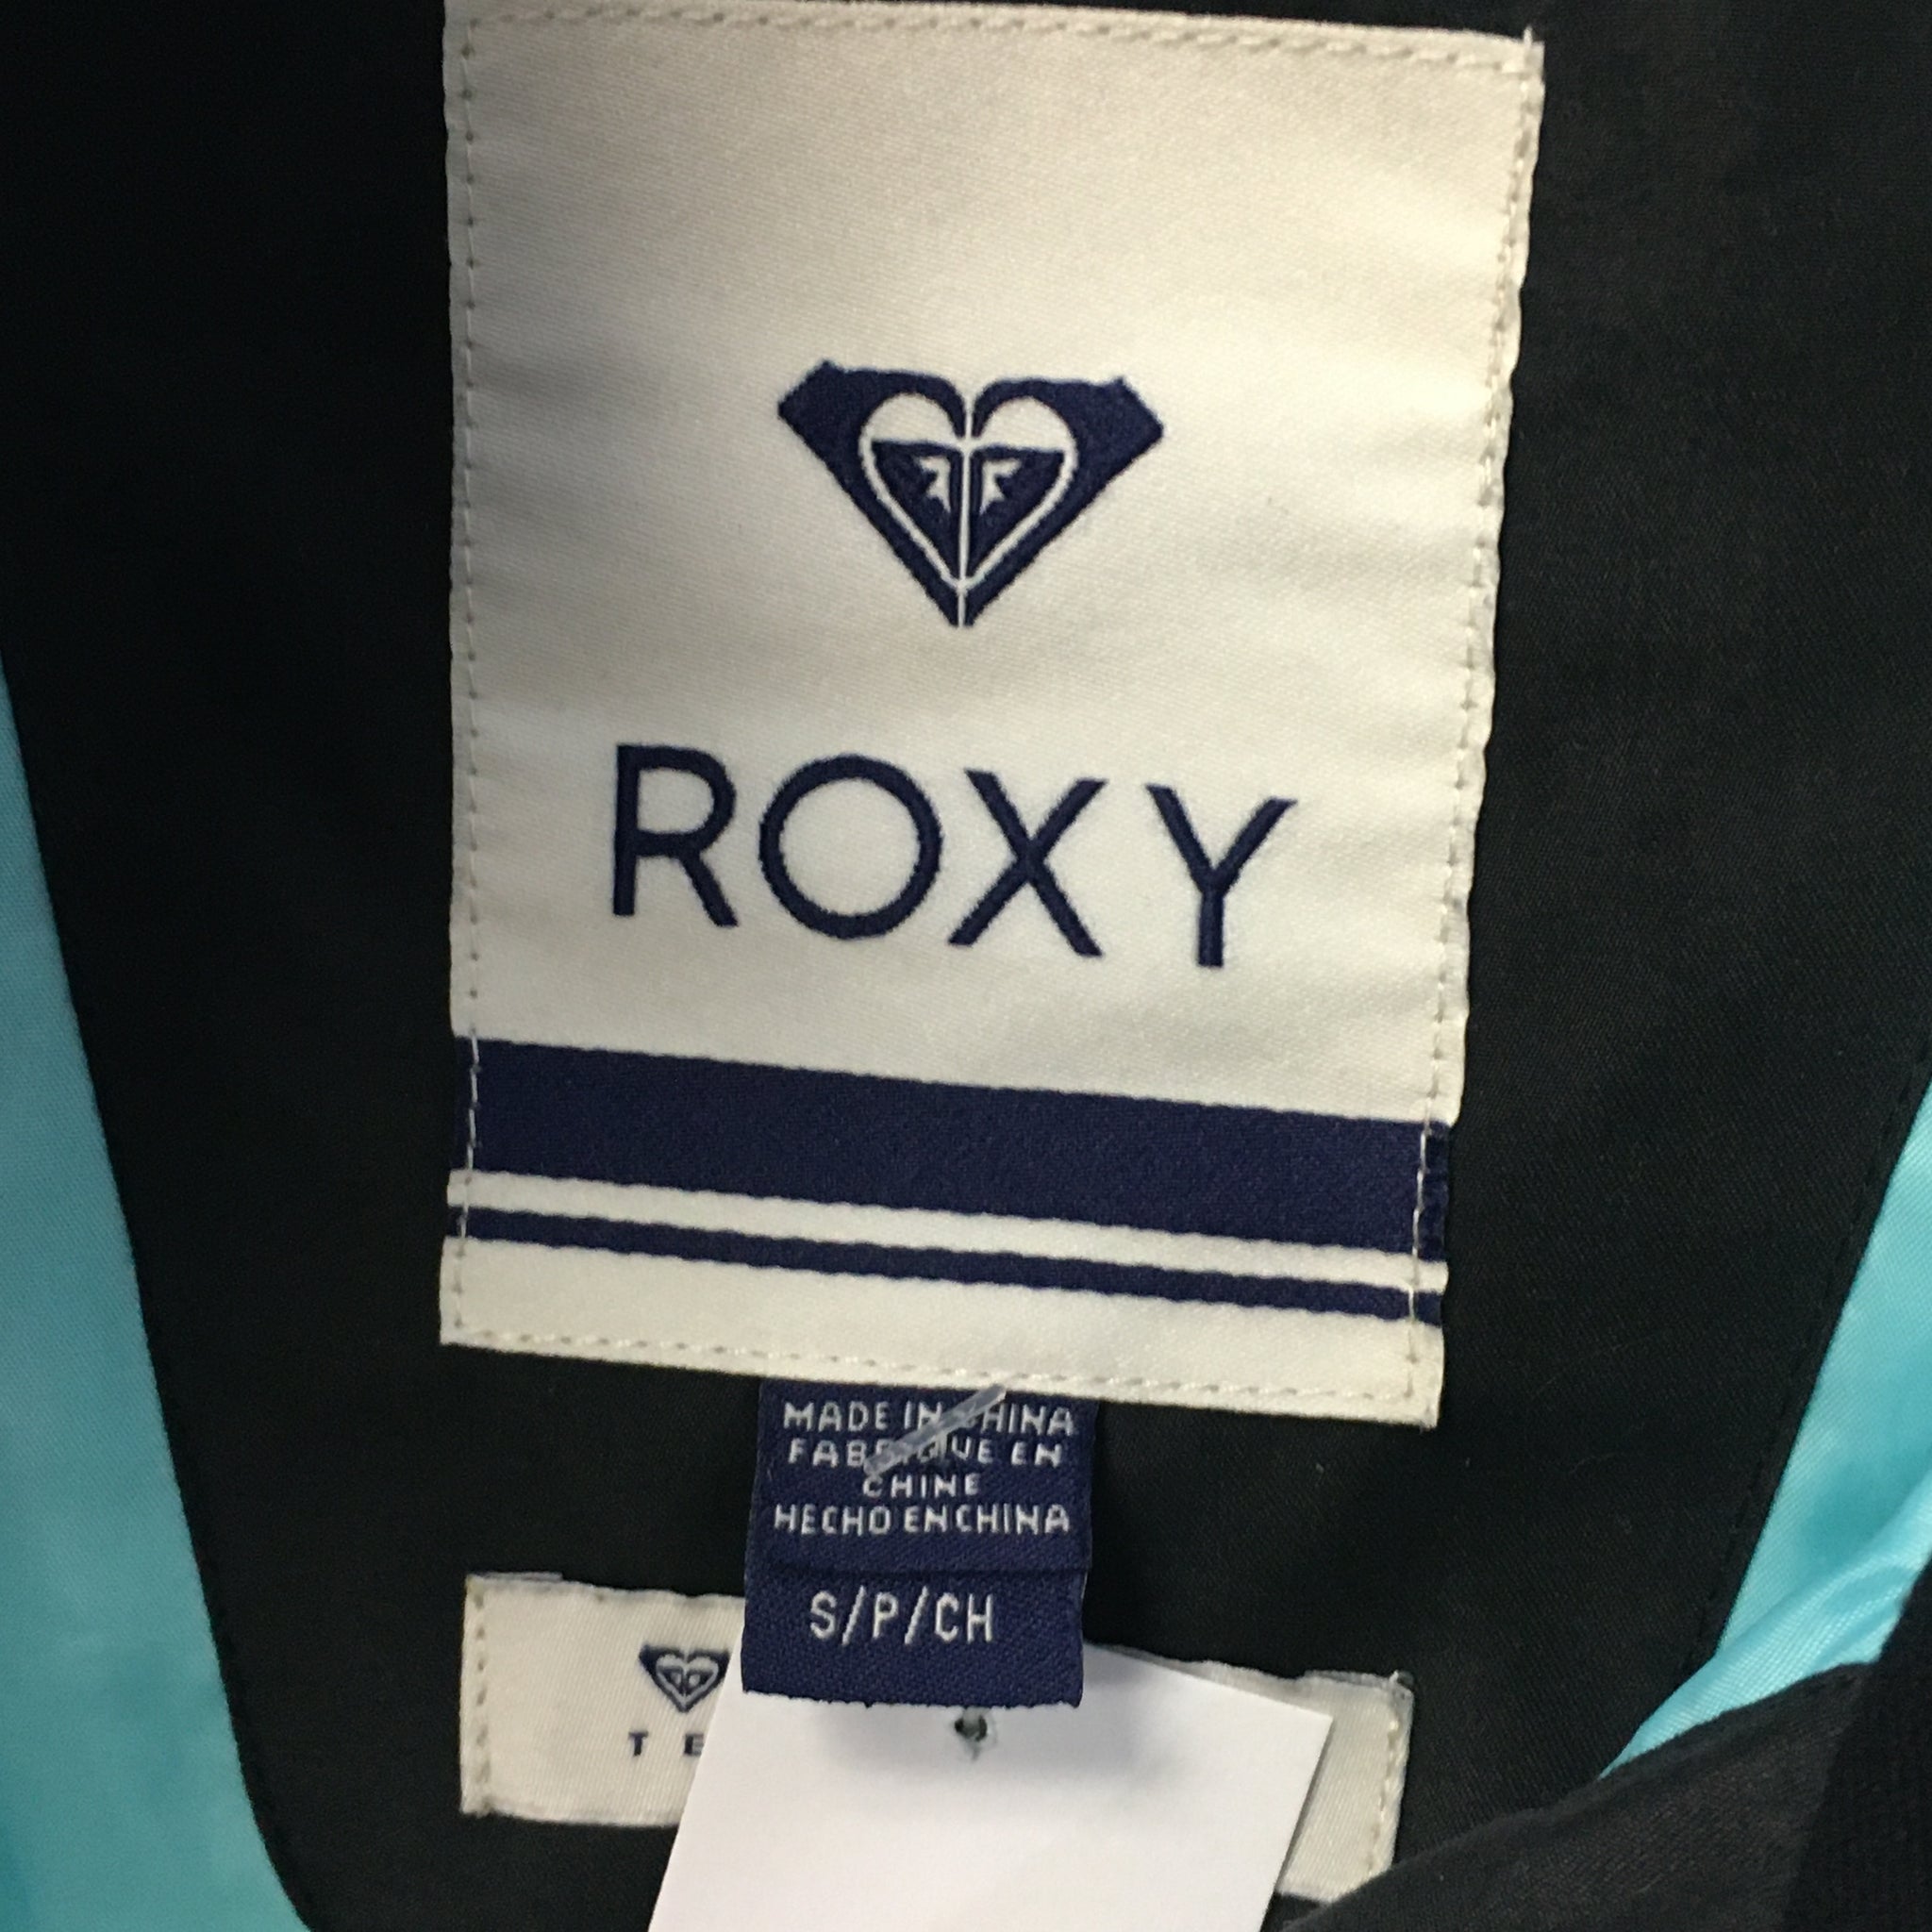 ROXY
MADE IN CHINA
FABRIQUE EN
CHINE
HECHO EN CHINA
S/P/CH